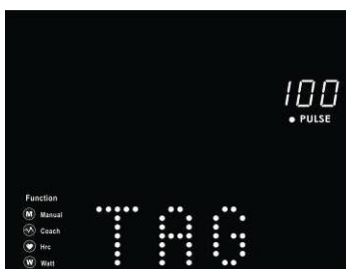 100
PULSE
Function
M Manual
Coach
Hrc
W Watt
TAG